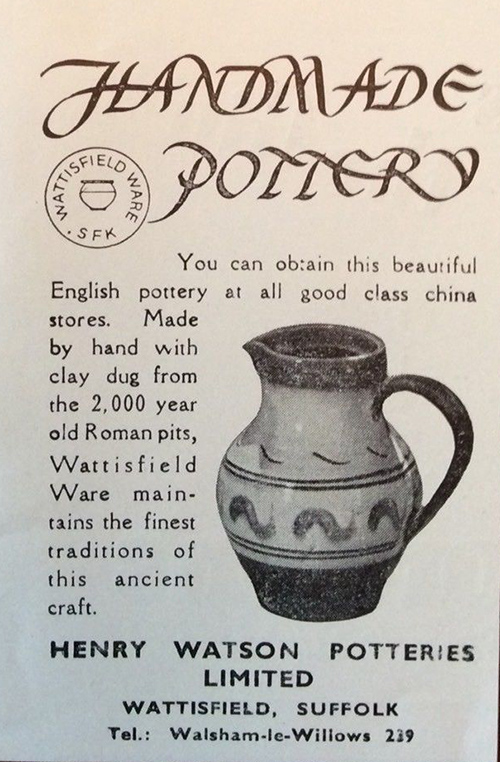 HANDMADE
POTTERY
WATTISFIELD WARE
· SFK ·
You can obtain this beautiful
English pottery at all good class china
stores. Made
by hand with
clay dug from
the 2,000 year
old Roman pits,
Wattisfield
Ware main-
tains the finest
traditions of
this ancient
craft.
HENRY WATSON POTTERIES
LIMITED
WATTISFIELD, SUFFOLK
Tel.: Walsham-le-Willows 239